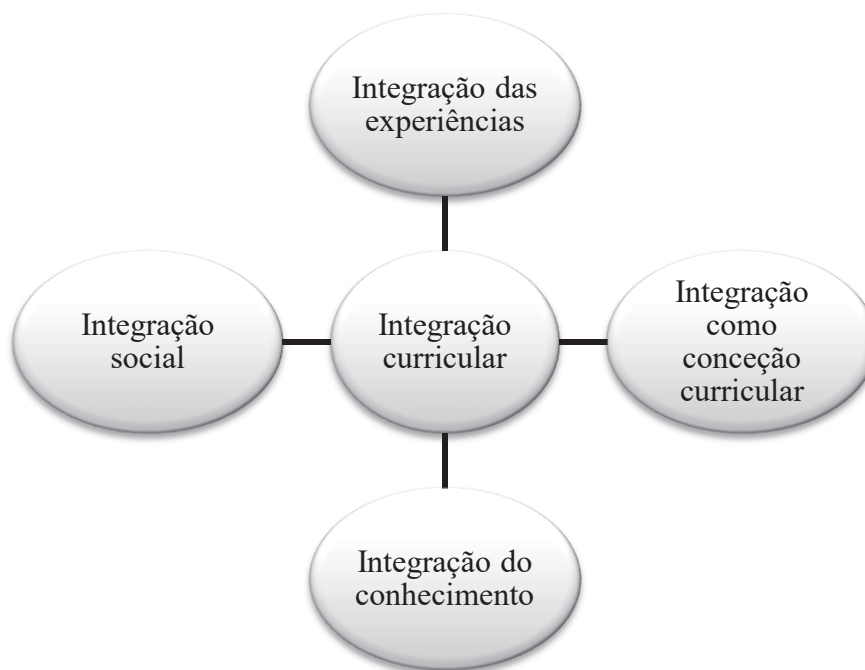 Integração das
experiências
Integração
social
Integração
curricular
Integração
como
conceção
curricular
Integração do
conhecimento